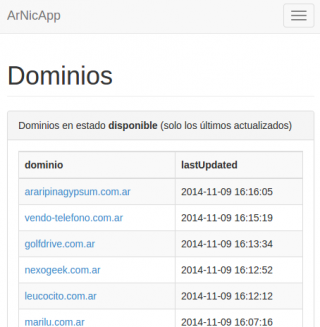 ArNicApp
Dominios
Dominios en estado disponible (solo los últimos actualizados)
dominio lastUpdated
araripinagypsum.com.ar 2014-11-09 16:16:05
vendo-telefono.com.ar 2014-11-09 16:15:19
golfdrive.com.ar 2014-11-09 16:13:34
nexogeek.com.ar 2014-11-09 16:12:52
leucocito.com.ar 2014-11-09 16:12:12
marilu.com.ar 2014-11-09 16:07:16